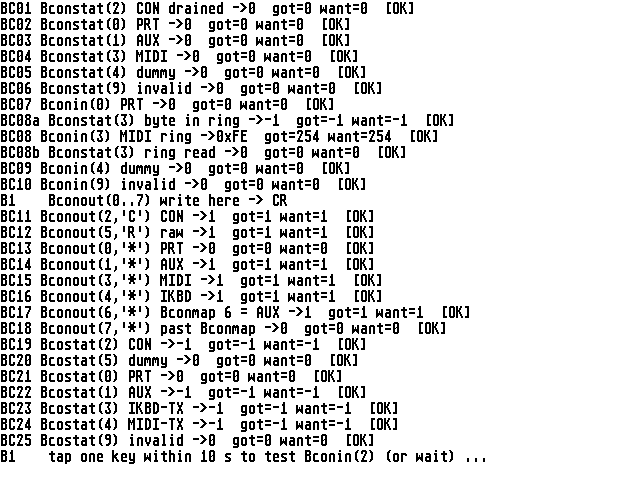 BC01 Bconstat(2) CON drained ->0  got=0 want=0  [OK]
BC02 Bconstat(0) PRT ->0  got=0 want=0  [OK]
BC03 Bconstat(1) AUX ->0  got=0 want=0  [OK]
BC04 Bconstat(3) MIDI ->0  got=0 want=0  [OK]
BC05 Bconstat(4) dummy ->0  got=0 want=0  [OK]
BC06 Bconstat(9) invalid ->0  got=0 want=0  [OK]
BC07 Bconin(0) PRT ->0  got=0 want=0  [OK]
BC08a Bconstat(3) byte in ring ->-1  got=-1 want=-1  [OK]
BC08 Bconin(3) MIDI ring ->0xFE  got=254 want=254  [OK]
BC08b Bconstat(3) ring read ->0  got=0 want=0  [OK]
BC09 Bconin(4) dummy ->0  got=0 want=0  [OK]
BC10 Bconin(9) invalid ->0  got=0 want=0  [OK]
B1    Bconout(0..7) write here -> CR
BC11 Bconout(2,'C') CON ->1  got=1 want=1  [OK]
BC12 Bconout(5,'R') raw ->1  got=1 want=1  [OK]
BC13 Bconout(0,'*') PRT ->0  got=0 want=0  [OK]
BC14 Bconout(1,'*') AUX ->1  got=1 want=1  [OK]
BC15 Bconout(3,'*') MIDI ->1  got=1 want=1  [OK]
BC16 Bconout(4,'*') IKBD ->1  got=1 want=1  [OK]
BC17 Bconout(6,'*') Bconmap 6 = AUX ->1  got=1 want=1  [OK]
BC18 Bconout(7,'*') past Bconmap ->0  got=0 want=0  [OK]
BC19 Bcostat(2) CON ->-1  got=-1 want=-1  [OK]
BC20 Bcostat(5) dummy ->0  got=0 want=0  [OK]
BC21 Bcostat(0) PRT ->0  got=0 want=0  [OK]
BC22 Bcostat(1) AUX ->-1  got=-1 want=-1  [OK]
BC23 Bcostat(3) IKBD-TX ->-1  got=-1 want=-1  [OK]
BC24 Bcostat(4) MIDI-TX ->-1  got=-1 want=-1  [OK]
BC25 Bcostat(9) invalid ->0  got=0 want=0  [OK]
B1    tap one key within 10 s to test Bconin(2) (or wait) ...